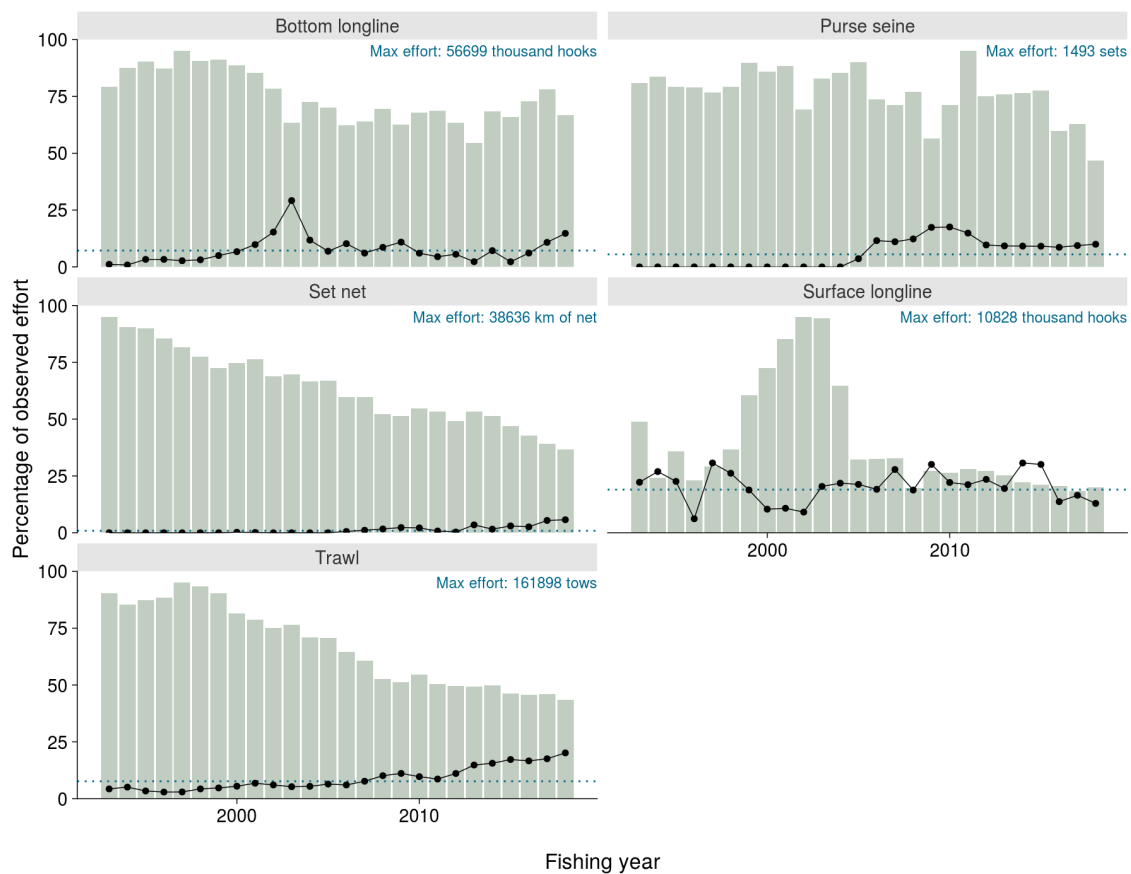 Bottom longline
Max effort: 56699 thousand hooks
100
75
50
25
0
Purse seine
Max effort: 1493 sets
Set net
Max effort: 38636 km of net
100
75
50
25
0
Surface longline
Max effort: 10828 thousand hooks
2000 2010
Trawl
Max effort: 161898 tows
100
75
50
25
0
2000 2010
Percentage of observed effort
Fishing year